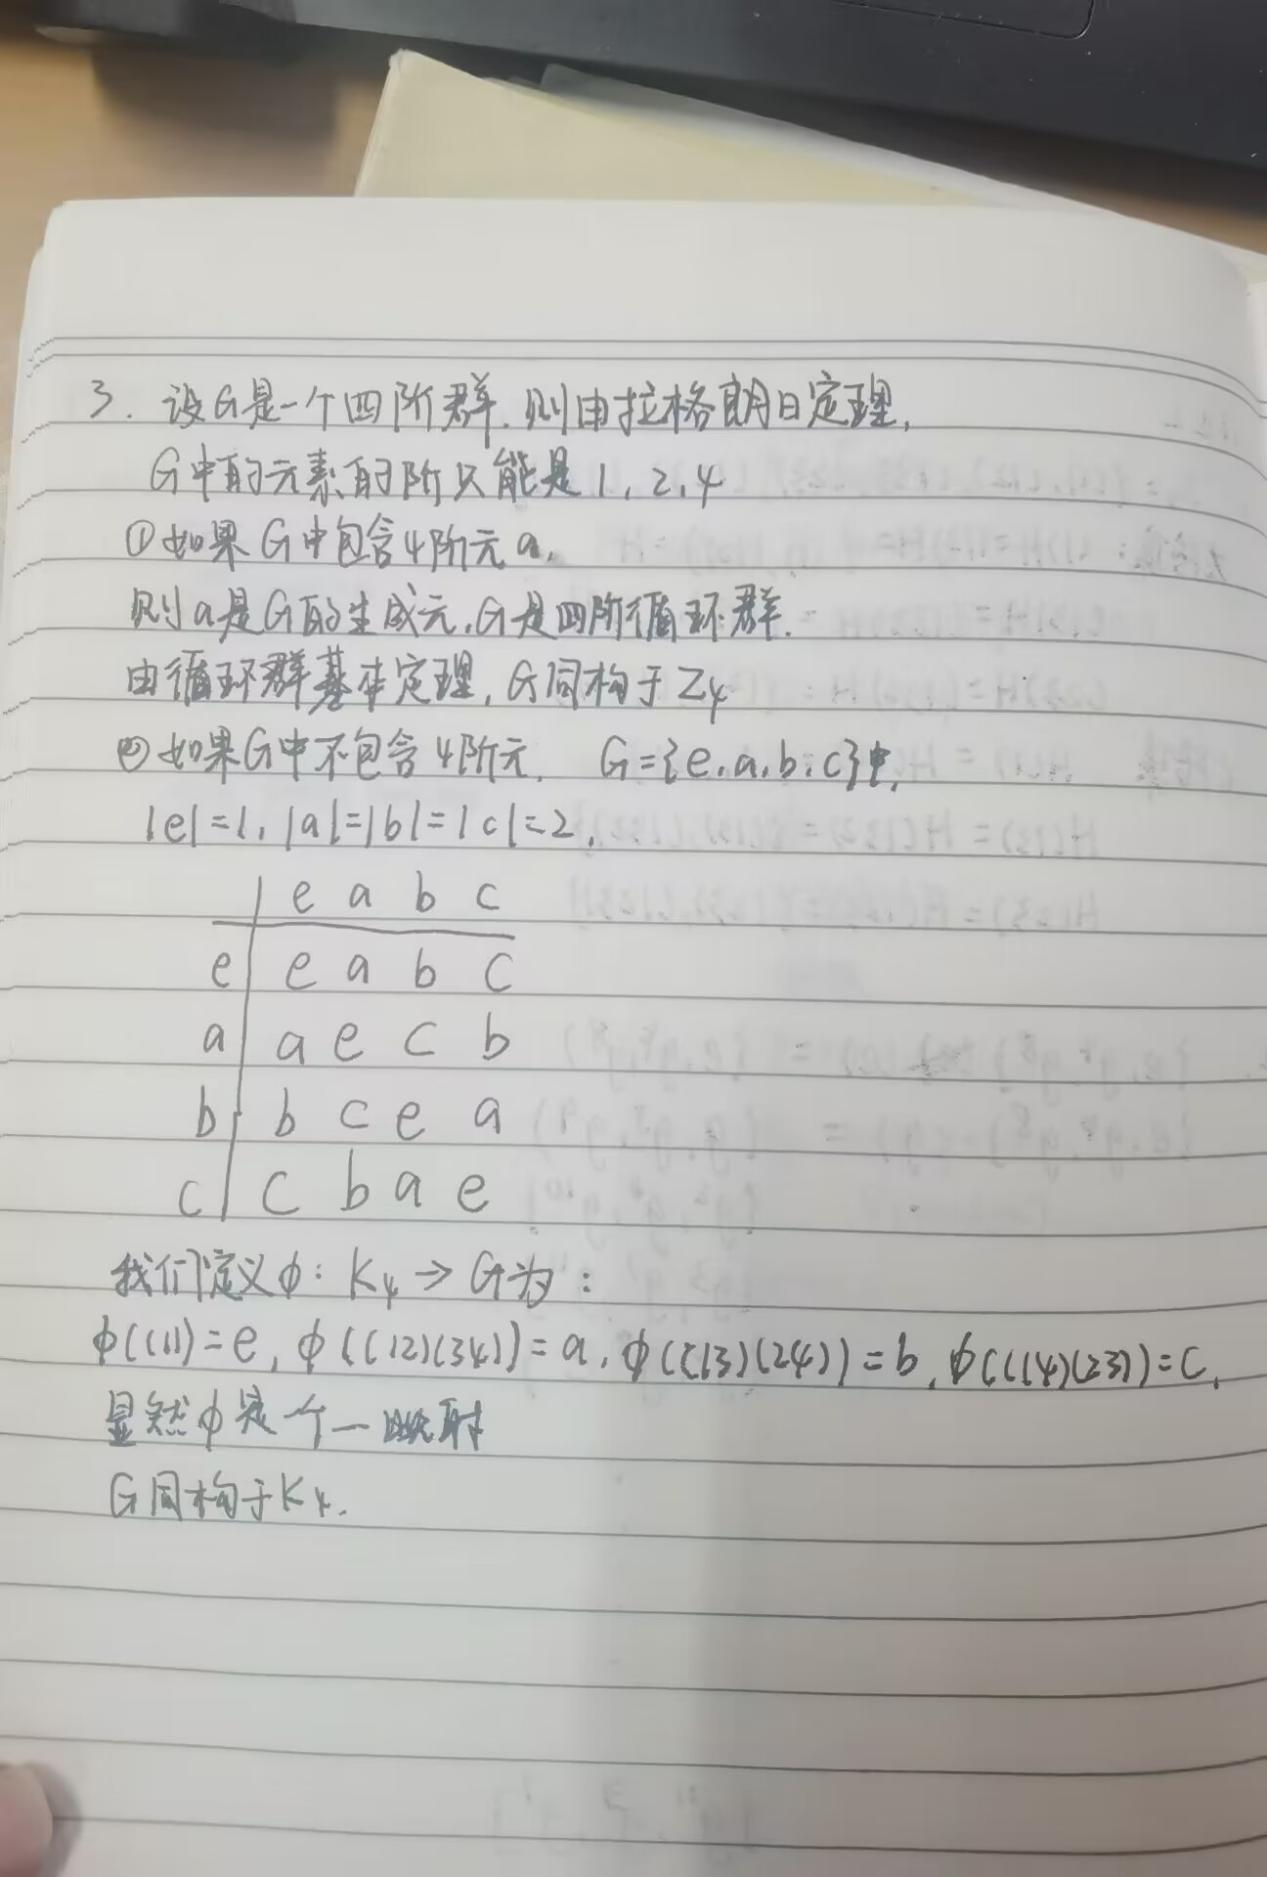 3. 设G是一个四阶群.则由拉格朗日定理,
G中的元素的阶只能是1,2,4
①如果G中包含4阶元a,
则a是G的生成元,G是四阶循环群.
由循环群基本定理,G同构于Z₄
②如果G中不包含4阶元. G={e,a,b,c}中,
|e|=1,|a|=|b|=|c|=2,
e a b c
e e a b c
a a e c b
b b c e a
c c b a e
我们定义φ: K₄→G为:
φ((1))=e, φ((12)(34))=a, φ((13)(24))=b, φ((14)(23))=c,
显然φ是个一映射
G同构于K₄.